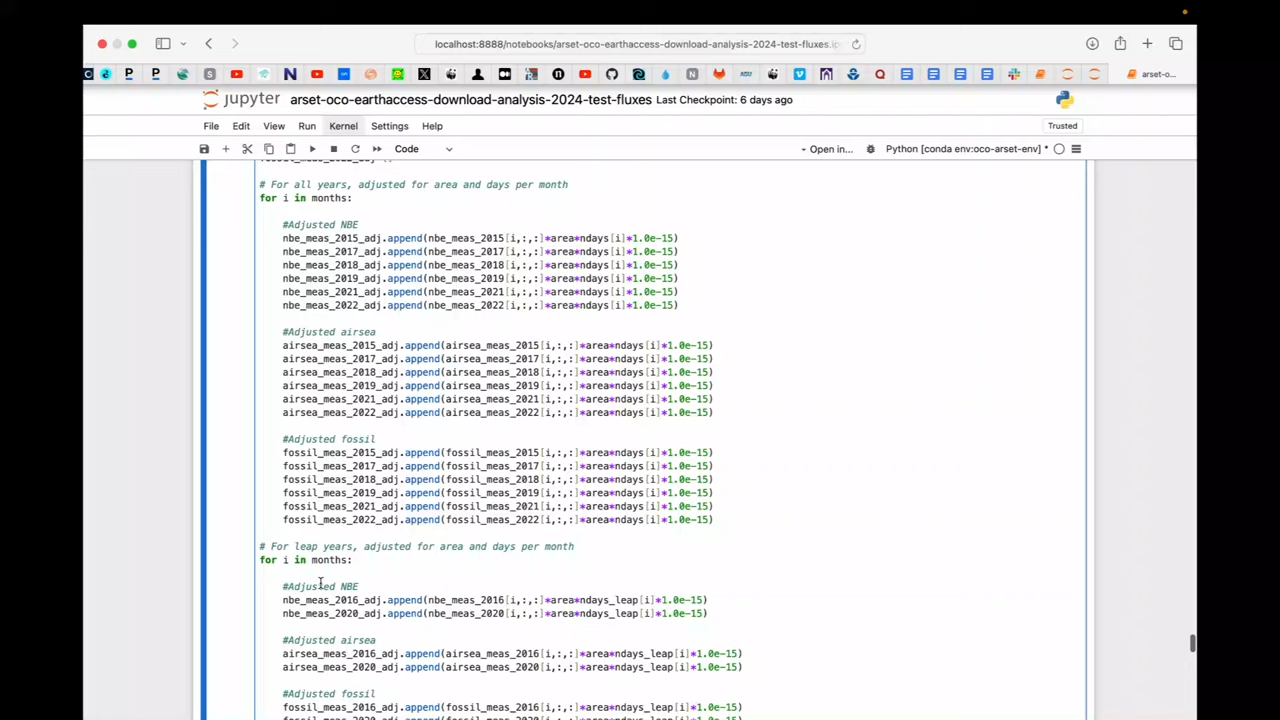 localhost:8888/notebooks/arset-oco-earthaccess-download-analysis-2024-test-fluxes.ip
arset-o...
jupyter arset-oco-earthaccess-download-analysis-2024-test-fluxes Last Checkpoint: 6 days ago
File Edit View Run Kernel Settings Help
Trusted
Code
Open in...
Python [conda env:oco-arset-env] *
# For all years, adjusted for area and days per month
for i in months:
#Adjusted NBE
nbe_meas_2015_adj.append(nbe_meas_2015[i,:,:]*area*ndays[i]*1.0e-15)
nbe_meas_2017_adj.append(nbe_meas_2017[i,:,:]*area*ndays[i]*1.0e-15)
nbe_meas_2018_adj.append(nbe_meas_2018[i,:,:]*area*ndays[i]*1.0e-15)
nbe_meas_2019_adj.append(nbe_meas_2019[i,:,:]*area*ndays[i]*1.0e-15)
nbe_meas_2021_adj.append(nbe_meas_2021[i,:,:]*area*ndays[i]*1.0e-15)
nbe_meas_2022_adj.append(nbe_meas_2022[i,:,:]*area*ndays[i]*1.0e-15)
#Adjusted airsea
airsea_meas_2015_adj.append(airsea_meas_2015[i,:,:]*area*ndays[i]*1.0e-15)
airsea_meas_2017_adj.append(airsea_meas_2017[i,:,:]*area*ndays[i]*1.0e-15)
airsea_meas_2018_adj.append(airsea_meas_2018[i,:,:]*area*ndays[i]*1.0e-15)
airsea_meas_2019_adj.append(airsea_meas_2019[i,:,:]*area*ndays[i]*1.0e-15)
airsea_meas_2021_adj.append(airsea_meas_2021[i,:,:]*area*ndays[i]*1.0e-15)
airsea_meas_2022_adj.append(airsea_meas_2022[i,:,:]*area*ndays[i]*1.0e-15)
#Adjusted fossil
fossil_meas_2015_adj.append(fossil_meas_2015[i,:,:]*area*ndays[i]*1.0e-15)
fossil_meas_2017_adj.append(fossil_meas_2017[i,:,:]*area*ndays[i]*1.0e-15)
fossil_meas_2018_adj.append(fossil_meas_2018[i,:,:]*area*ndays[i]*1.0e-15)
fossil_meas_2019_adj.append(fossil_meas_2019[i,:,:]*area*ndays[i]*1.0e-15)
fossil_meas_2021_adj.append(fossil_meas_2021[i,:,:]*area*ndays[i]*1.0e-15)
fossil_meas_2022_adj.append(fossil_meas_2022[i,:,:]*area*ndays[i]*1.0e-15)
# For leap years, adjusted for area and days per month
for i in months:
#Adjusted NBE
nbe_meas_2016_adj.append(nbe_meas_2016[i,:,:]*area*ndays_leap[i]*1.0e-15)
nbe_meas_2020_adj.append(nbe_meas_2020[i,:,:]*area*ndays_leap[i]*1.0e-15)
#Adjusted airsea
airsea_meas_2016_adj.append(airsea_meas_2016[i,:,:]*area*ndays_leap[i]*1.0e-15)
airsea_meas_2020_adj.append(airsea_meas_2020[i,:,:]*area*ndays_leap[i]*1.0e-15)
#Adjusted fossil
fossil_meas_2016_adj.append(fossil_meas_2016[i,:,:]*area*ndays_leap[i]*1.0e-15)
fossil_meas_2020_adj.append(fossil_meas_2020[i,:,:]*area*ndays_leap[i]*1.0e-15)